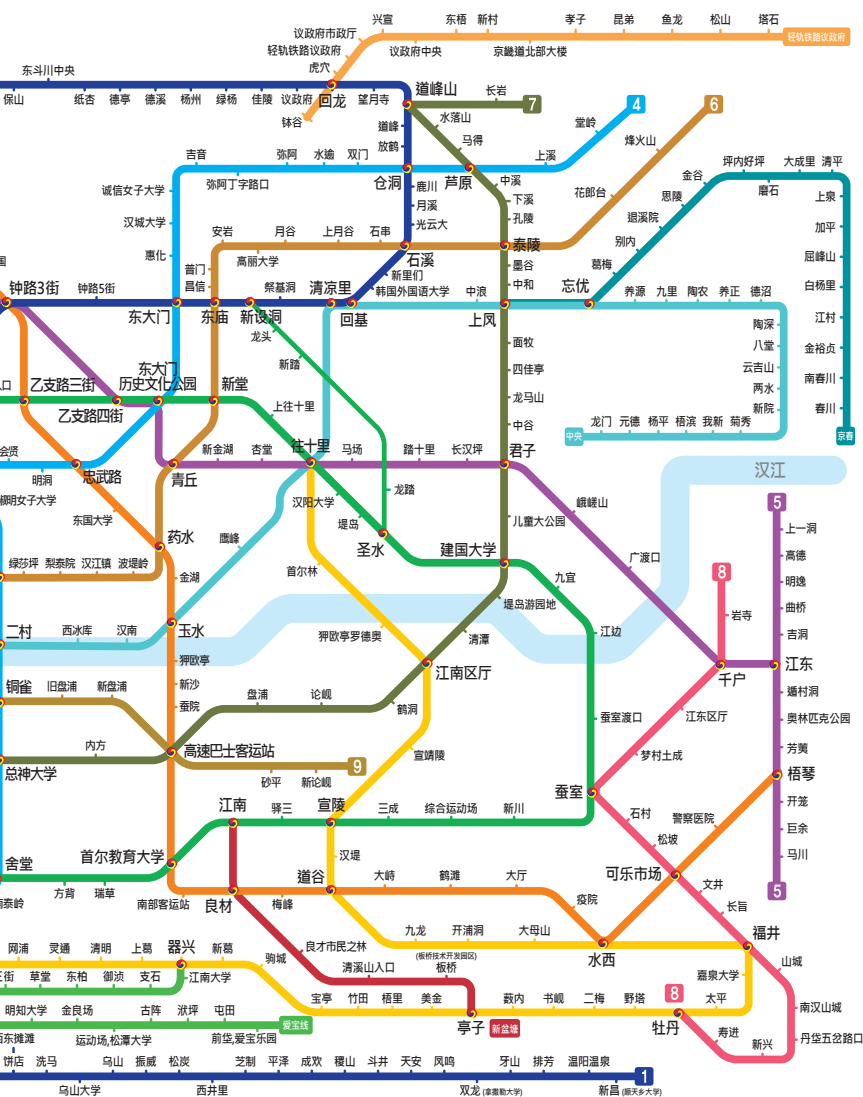 兴宣
东梧
新村
孝子
昆弟
鱼龙
松山
塔石
轻轨铁路议政府
议政府市政厅
轻轨铁路议政府
议政府中央
京畿道北部大楼
虎穴
东斗川中央
保山
纸杏
德亭
德溪
杨州
绿杨
佳陵
议政府
回龙
望月寺
钵谷
道峰山
长岩
7
4
6
道峰
放鹤
水落山
马得
堂岭
烽火山
吉音
弥阿
水逾
双门
弥阿丁字路口
仓洞
芦原
上溪
诚信女子大学
汉城大学
惠化
鹿川
月溪
光云大
中溪
下溪
孔陵
花郎台
金谷
思陵
退溪院
别内
葛梅
坪内好坪
磨石
大成里
清平
上泉
加平
屈峰山
白杨里
江村
金裕贞
南春川
春川
京春
安岩
月谷
上月谷
石串
高丽大学
石溪
泰陵
普门
昌信
新里们
韩国外国语大学
墨谷
中和
国
钟路3街
钟路5街
东大门
东庙
新设洞
祭基洞
清凉里
回基
中浪
上凤
忘优
养源
九里
陶农
养正
德沼
陶深
八堂
云吉山
两水
新院
龙头
新踏
面牧
四佳亭
龙马山
中谷
中央
龙门
元德
杨平
梧滨
我新
菊秀
口
乙支路三街
乙支路四街
东大门
历史文化公园
新堂
上往十里
往十里
会贤
明洞
淑明女子大学
忠武路
青丘
新金湖
杏堂
马场
踏十里
长汉坪
君子
汉江
东国大学
汉阳大学
堤岛
龙踏
儿童大公园
峨嵯山
5
上一洞
高德
明逸
曲桥
吉洞
药水
鹰峰
圣水
建国大学
广渡口
绿莎坪
梨泰院
汉江镇
波堤岭
金湖
首尔林
九宜
8
岩寺
堤岛游园地
二村
西冰库
汉南
玉水
狎欧亭罗德奥
清潭
江边
狎欧亭
新沙
蚕院
江南区厅
千户
江东
铜雀
旧盘浦
新盘浦
盘浦
论岘
鹤洞
蚕室渡口
江东区厅
遁村洞
奥林匹克公园
芳荑
内方
高速巴士客运站
宣靖陵
梦村土成
总神大学
砂平
新论岘
9
梧琴
江南
驿三
宣陵
三成
综合运动场
新川
蚕室
石村
松坡
警察医院
开笼
巨余
马川
5
舍堂
首尔教育大学
汉堤
道谷
大峙
鹤滩
大厅
可乐市场
文井
长旨
南泰岭
方背
瑞草
南部客运站
良材
梅峰
疫院
九龙
开浦洞
大母山
(板桥技术开发园区)
水西
福井
网浦
灵通
清明
上葛
器兴
新葛
驹城
良才市民之林
清溪山入口
板桥
嘉泉大学
山城
三街
草堂
东柏
御浈
支石
江南大学
宝亭
竹田
梧里
美金
亭子
新盆塘
薮内
书岘
二梅
野塔
8
牡丹
太平
南汉山城
丹华五岔路口
明知大学
金良场
古阵
洑坪
屯田
爱宝线
寿进
新兴
西东摊滩
运动场,松潭大学
前岱,爱宝乐园
饼店
洗马
乌山
振威
松炭
芝制
平泽
成欢
稷山
斗井
天安
凤鸣
牙山
排芳
温阳温泉
1
乌山大学
西井里
双龙
(拿撒勒大学)
新昌
(顺天乡大学)